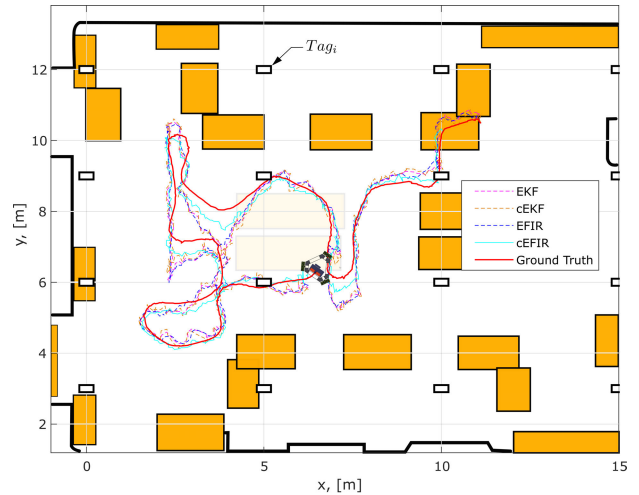 Tag_i
12
10
8
6
4
2
y, [m]
EKF
cEKF
EFIR
cEFIR
Ground Truth
0
5
10
15
x, [m]